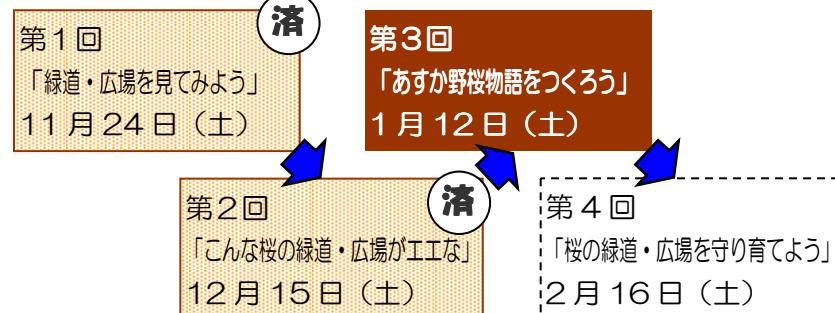 第1回
「緑道・広場を見てみよう」
11月24日（土）
済
第2回
「こんな桜の緑道・広場がエエな」
12月15日（土）
済
第3回
「あすか野桜物語をつくろう」
1月12日（土）
第4回
「桜の緑道・広場を守り育てよう」
2月16日（土）